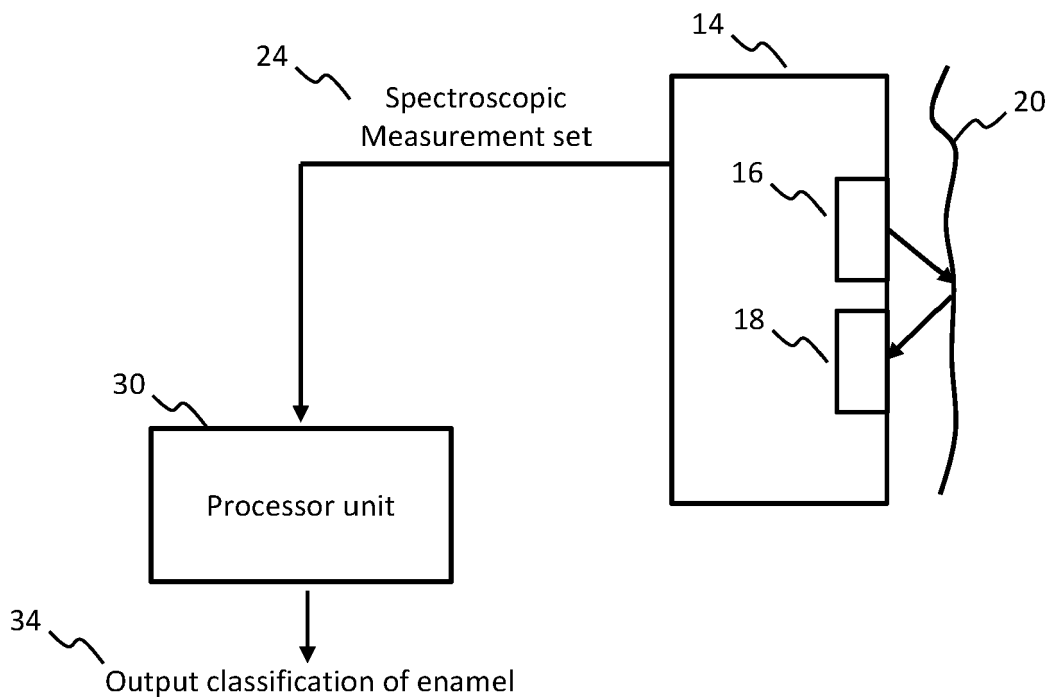 14
24
Spectroscopic
Measurement set
20
16
18
30
Processor unit
34
Output classification of enamel